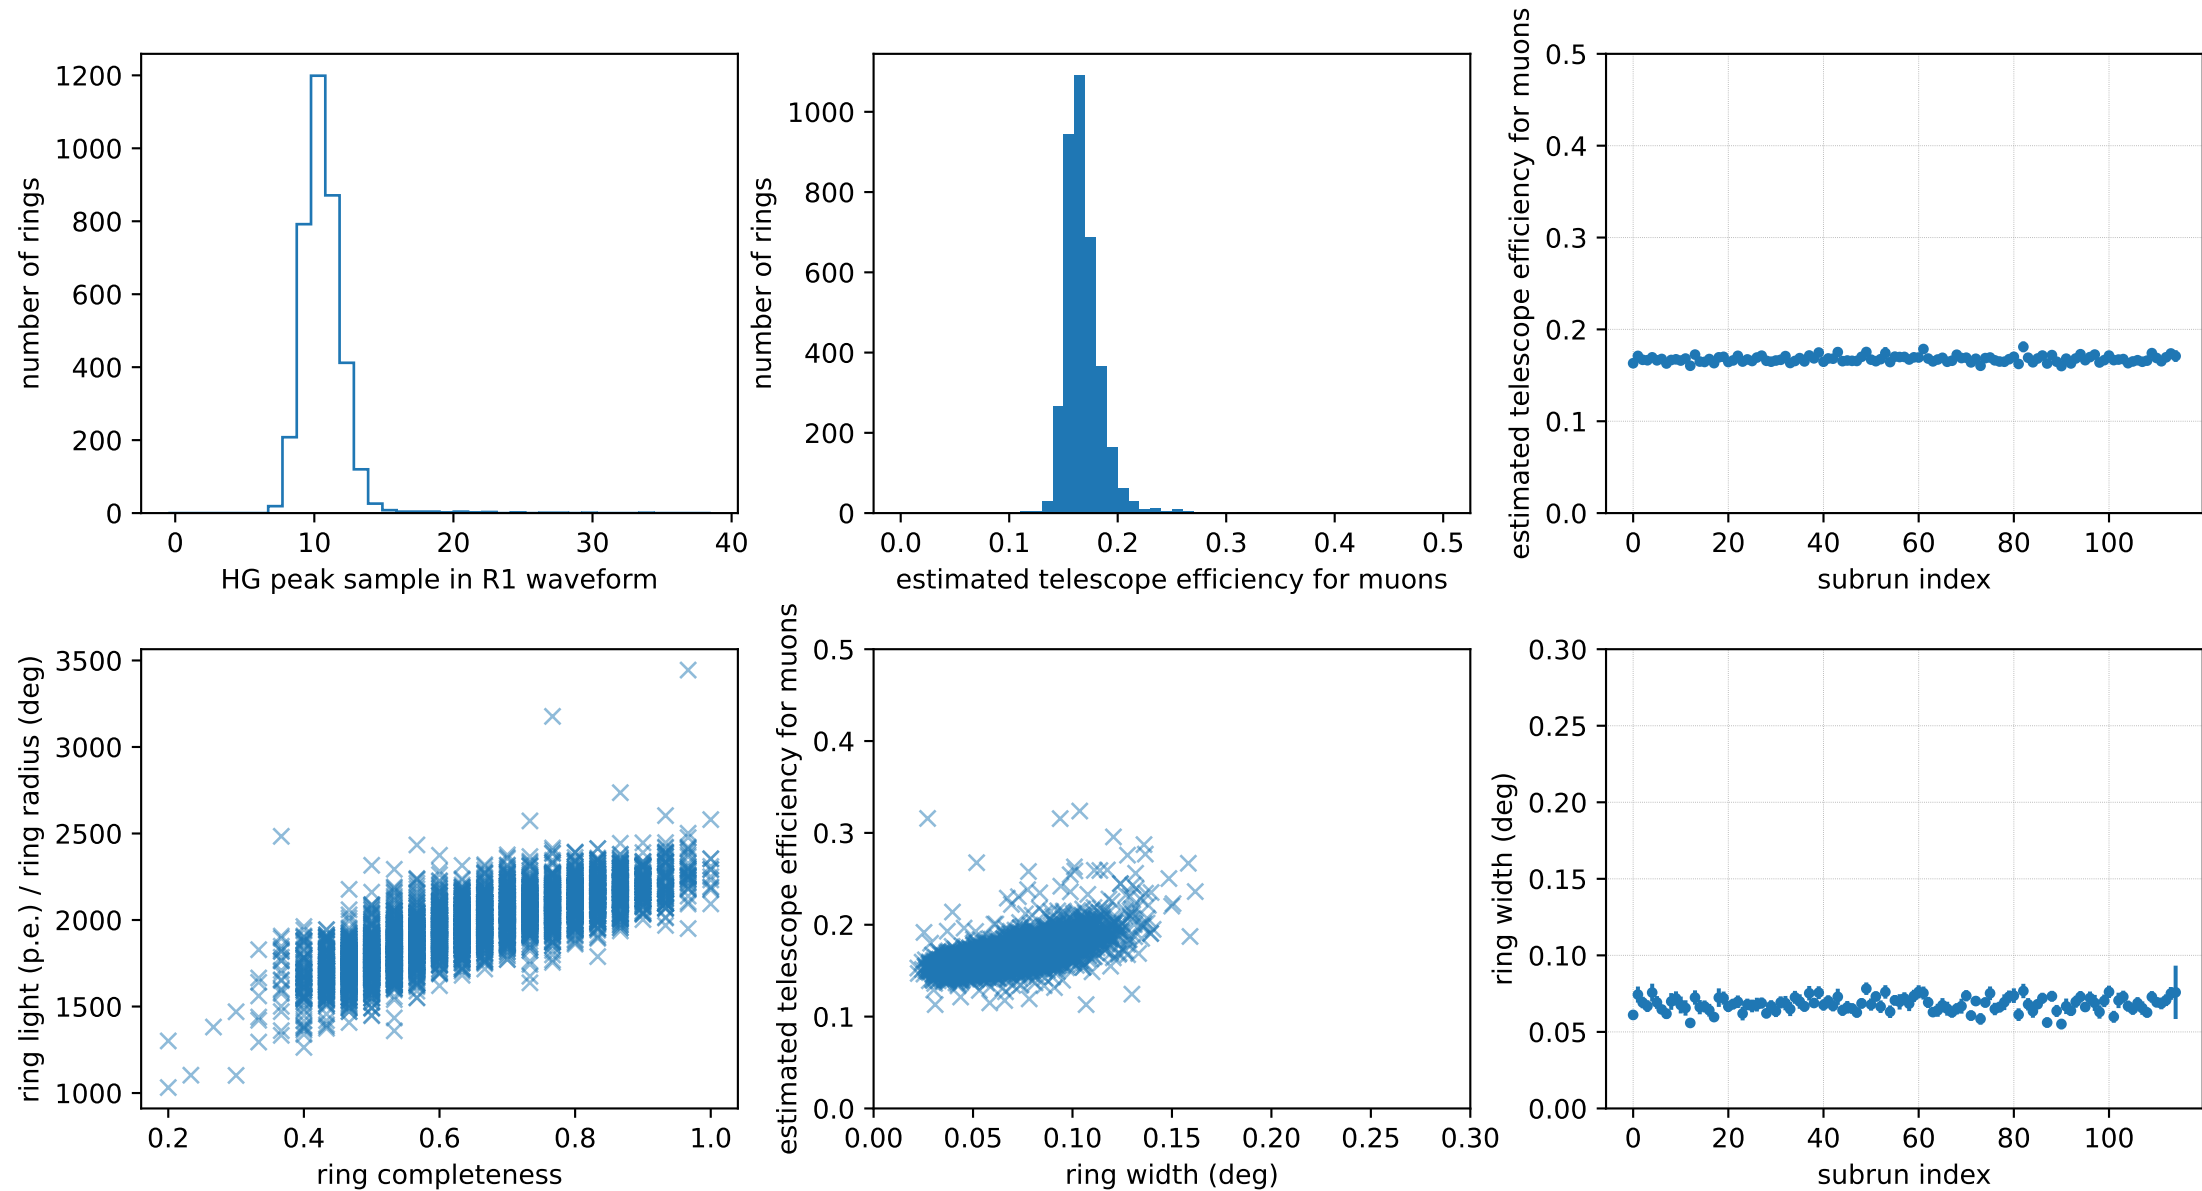 number of rings
1200
1000
800
600
400
200
0
0 10 20 30 40
HG peak sample in R1 waveform
number of rings
1000
800
600
400
200
0
0.0 0.1 0.2 0.3 0.4 0.5
estimated telescope efficiency for muons
estimated telescope efficiency for muons
0.5
0.4
0.3
0.2
0.1
0.0
0 20 40 60 80 100
subrun index
ring light (p.e.) / ring radius (deg)
3500
3000
2500
2000
1500
1000
0.2 0.4 0.6 0.8 1.0
ring completeness
estimated telescope efficiency for muons
0.5
0.4
0.3
0.2
0.1
0.0
0.00 0.05 0.10 0.15 0.20 0.25 0.30
ring width (deg)
ring width (deg)
0.30
0.25
0.20
0.15
0.10
0.05
0.00
0 20 40 60 80 100
subrun index